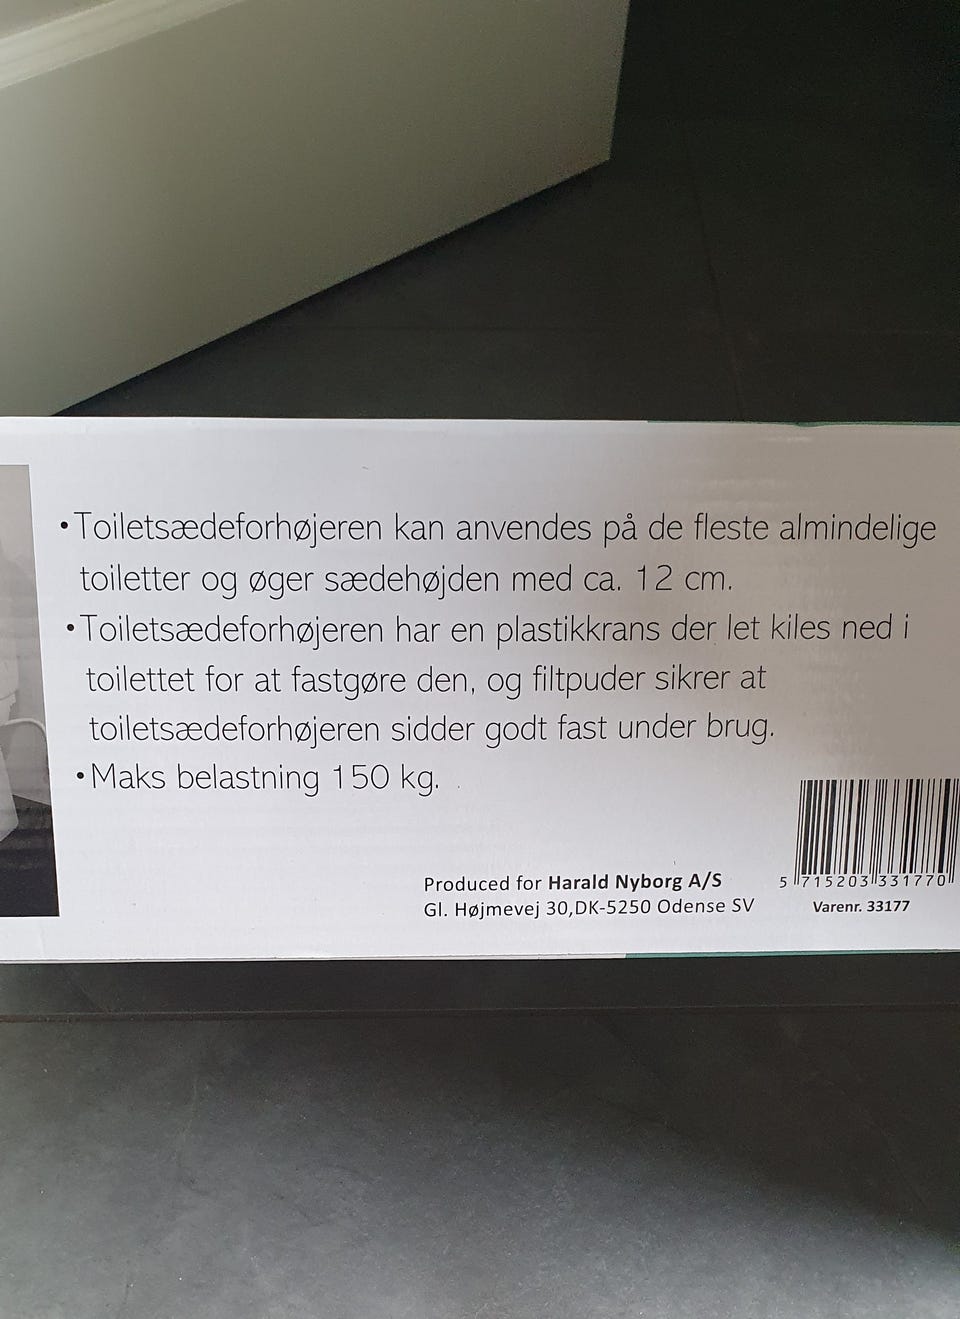 •Toiletsædeforhøjeren kan anvendes på de fleste almindelige
toiletter og øger sædehøjden med ca. 12 cm.
•Toiletsædeforhøjeren har en plastikkrans der let kiles ned i
toilettet for at fastgøre den, og filtpuder sikrer at
toiletsædeforhøjeren sidder godt fast under brug.
•Maks belastning 150 kg.
Produced for Harald Nyborg A/S
Gl. Højmevej 30,DK-5250 Odense SV
5 715203 331770
Varenr. 33177